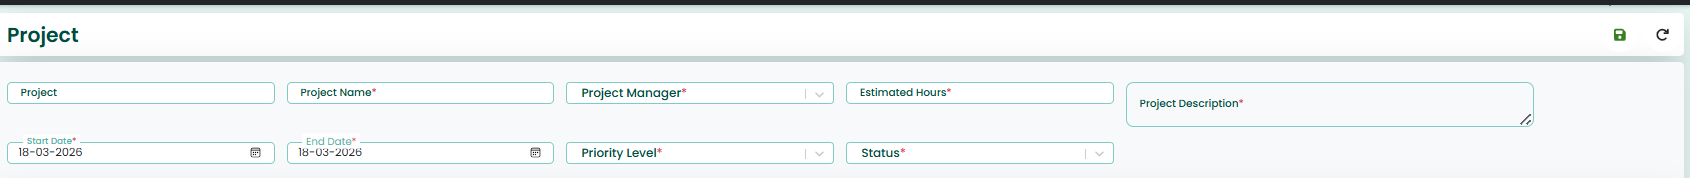 Project
Project
Project Name*
Project Manager*
Estimated Hours*
Project Description*
Start Date*
18-03-2026
End Date*
18-03-2026
Priority Level*
Status*